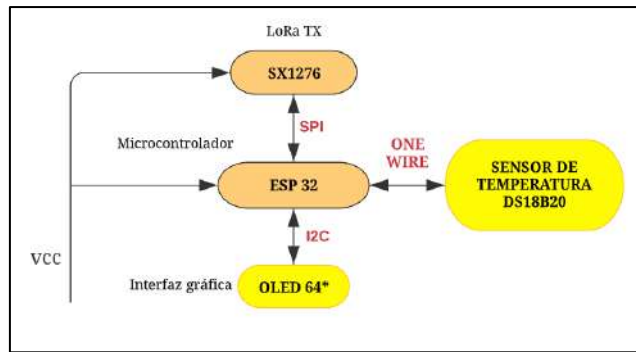 LoRa TX
SX1276
SPI
Microcontrolador
ONE
WIRE
ESP 32
SENSOR DE
TEMPERATURA
DS18B20
I2C
VCC
Interfaz gráfica
OLED 64*